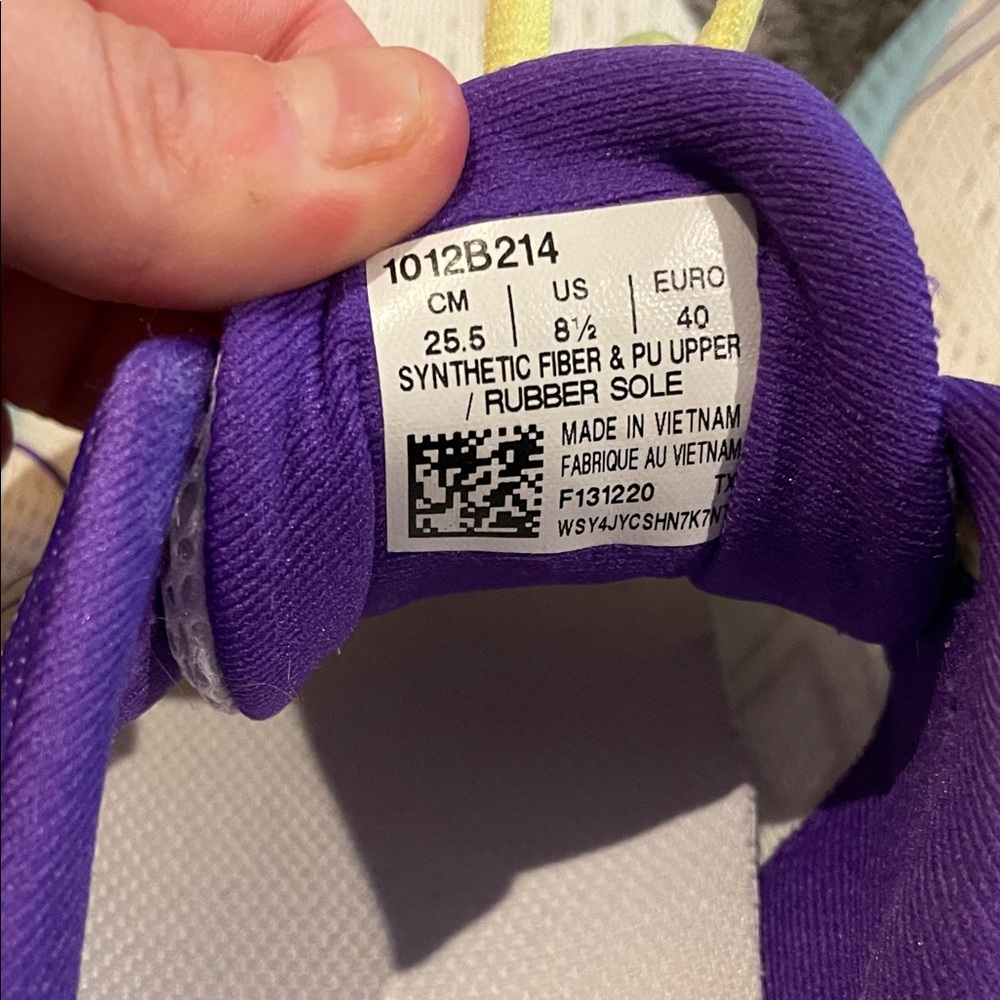 1012B214
CM | US | EURO
25.5 | 8½ | 40
SYNTHETIC FIBER & PU UPPER
/ RUBBER SOLE
MADE IN VIETNAM
FABRIQUE AU VIETNAM
F131220 TX